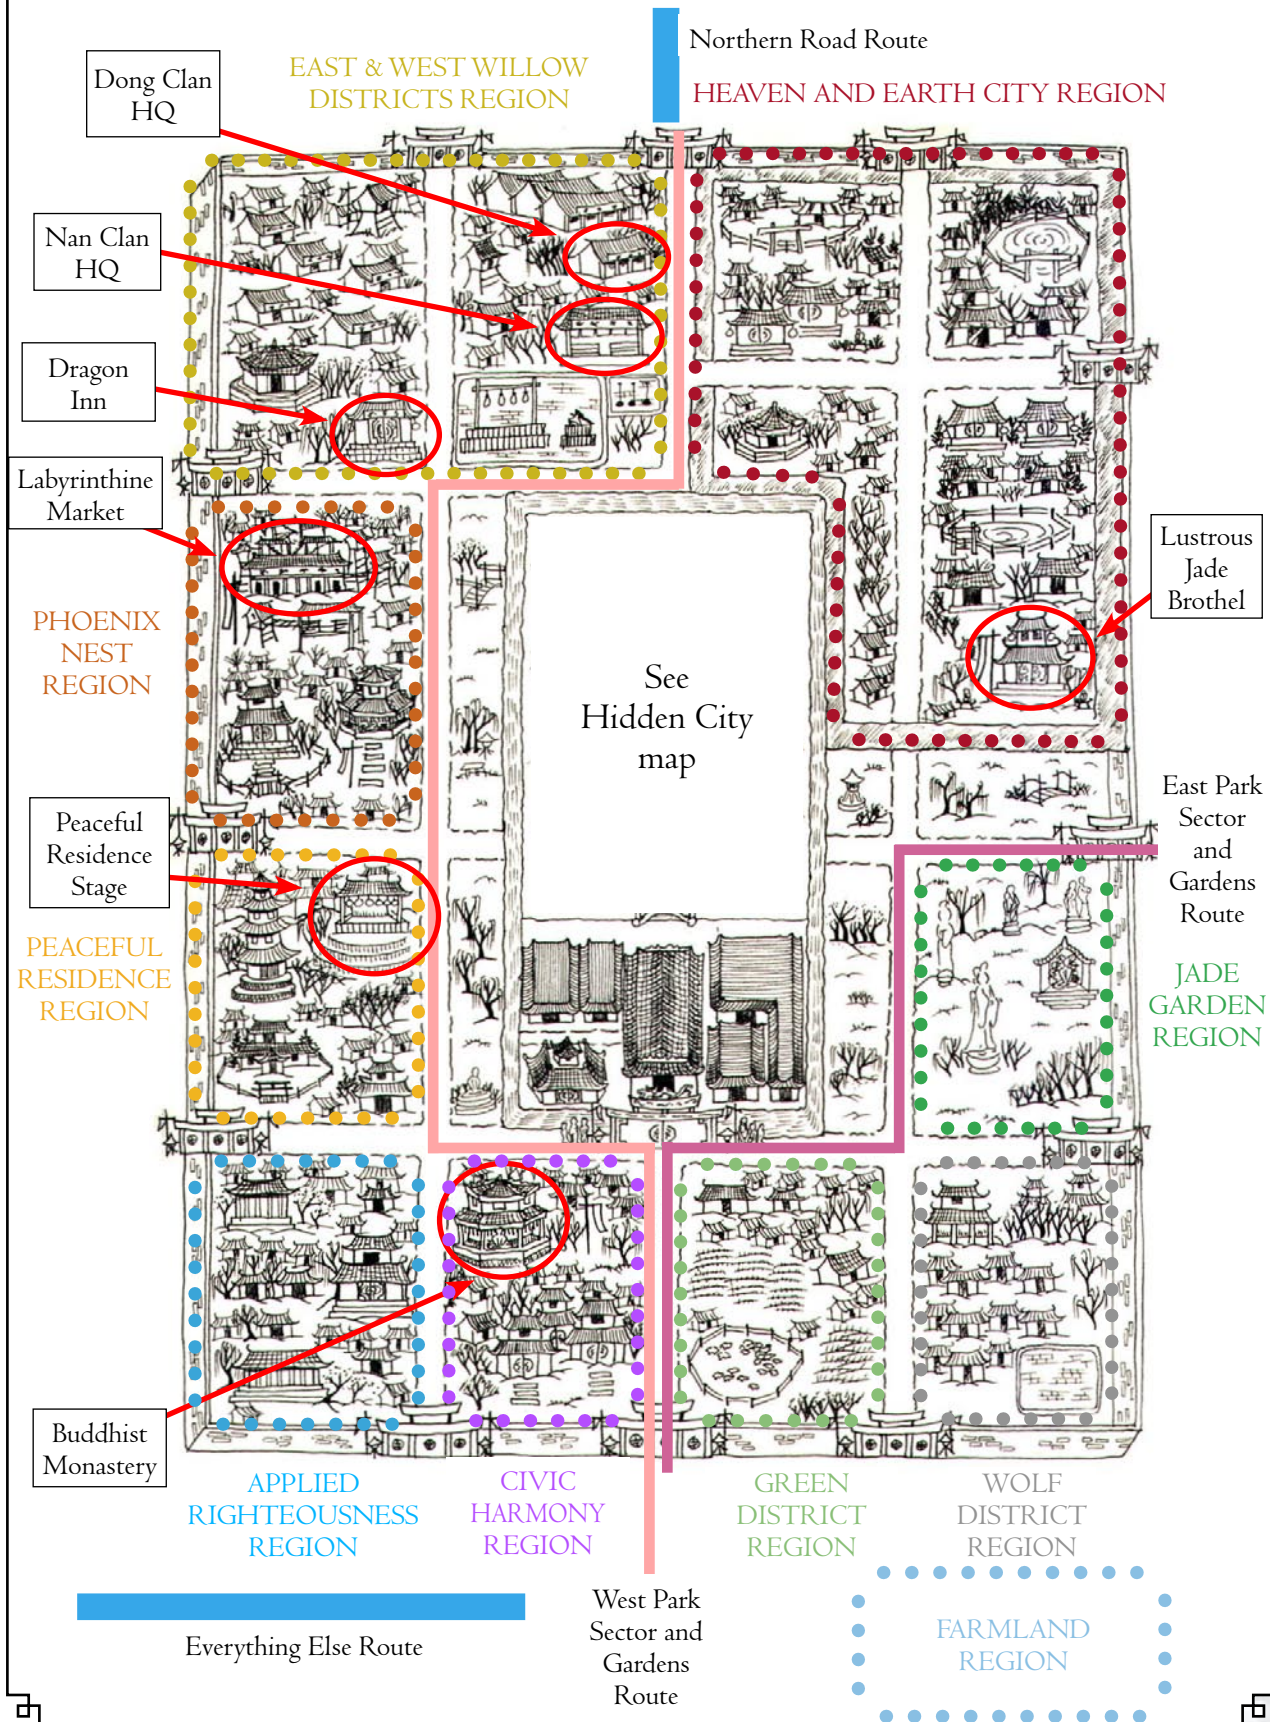 Northern Road Route
EAST & WEST WILLOW
DISTRICTS REGION
HEAVEN AND EARTH CITY REGION
Dong Clan
HQ
Nan Clan
HQ
Dragon
Inn
Labyrinthine
Market
Lustrous
Jade
Brothel
PHOENIX
NEST
REGION
See
Hidden City
map
Peaceful
Residence
Stage
East Park
Sector
and
Gardens
Route
PEACEFUL
RESIDENCE
REGION
JADE
GARDEN
REGION
Buddhist
Monastery
APPLIED
RIGHTEOUSNESS
REGION
CIVIC
HARMONY
REGION
GREEN
DISTRICT
REGION
WOLF
DISTRICT
REGION
Everything Else Route
West Park
Sector and
Gardens
Route
FARMLAND
REGION